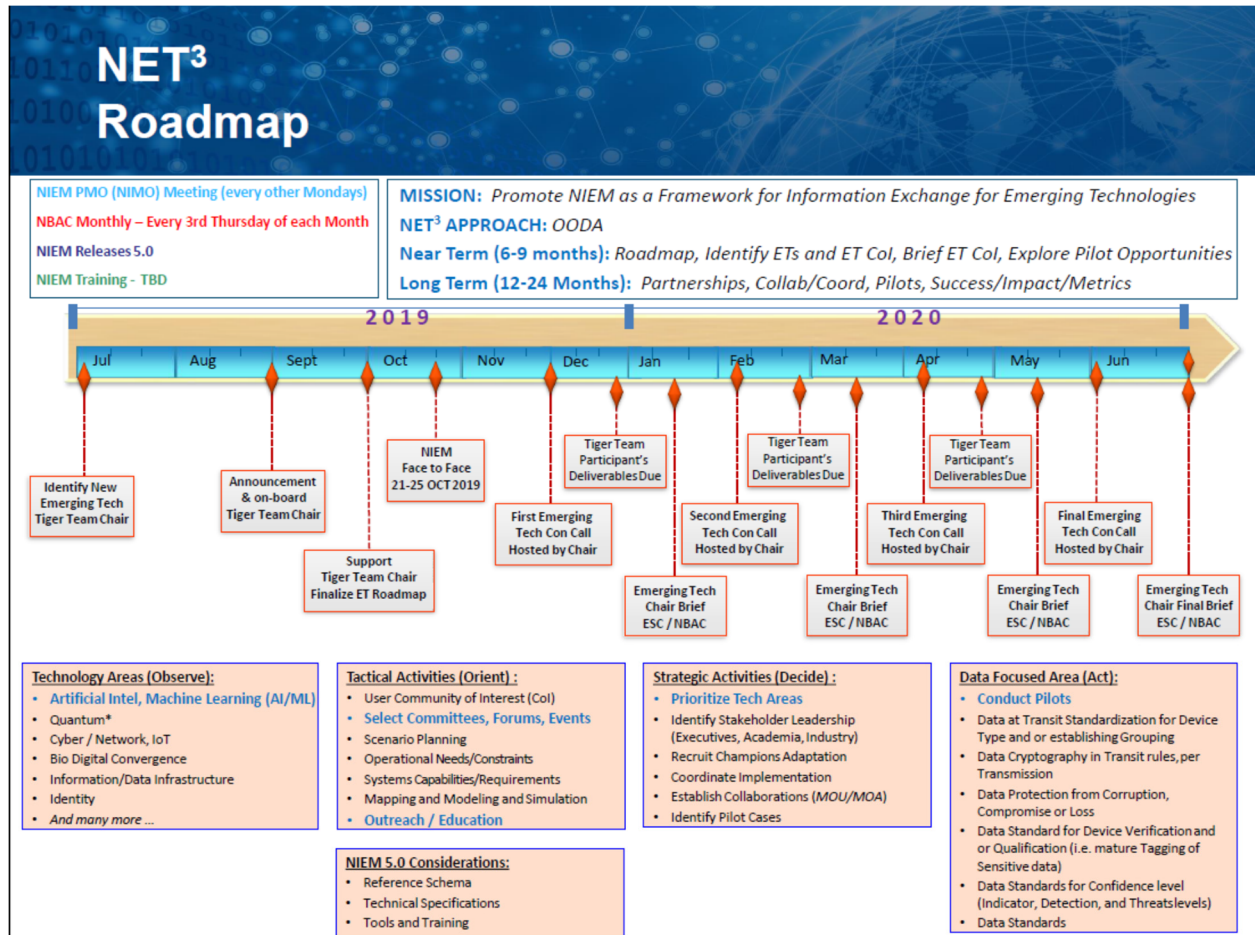 NET³
Roadmap
NIEM PMO (NIMO) Meeting (every other Mondays)
NBAC Monthly – Every 3rd Thursday of each Month
NIEM Releases 5.0
NIEM Training - TBD
MISSION: Promote NIEM as a Framework for Information Exchange for Emerging Technologies
NET³ APPROACH: OODA
Near Term (6-9 months): Roadmap, Identify ETs and ET CoI, Brief ET CoI, Explore Pilot Opportunities
Long Term (12-24 Months): Partnerships, Collab/Coord, Pilots, Success/Impact/Metrics
2019
2020
Jul
Aug
Sept
Oct
Nov
Dec
Jan
Feb
Mar
Apr
May
Jun
Identify New
Emerging Tech
Tiger Team Chair
Announcement
& on-board
Tiger Team Chair
Support
Tiger Team Chair
Finalize ET Roadmap
NIEM
Face to Face
21-25 OCT 2019
First Emerging
Tech Con Call
Hosted by Chair
Tiger Team
Participant's
Deliverables Due
Emerging Tech
Chair Brief
ESC / NBAC
Second Emerging
Tech Con Call
Hosted by Chair
Tiger Team
Participant's
Deliverables Due
Emerging Tech
Chair Brief
ESC / NBAC
Third Emerging
Tech Con Call
Hosted by Chair
Tiger Team
Participant's
Deliverables Due
Emerging Tech
Chair Brief
ESC / NBAC
Final Emerging
Tech Con Call
Hosted by Chair
Emerging Tech
Chair Final Brief
ESC / NBAC
Technology Areas (Observe):
• Artificial Intel, Machine Learning (AI/ML)
• Quantum*
• Cyber / Network, IoT
• Bio Digital Convergence
• Information/Data Infrastructure
• Identity
• And many more ...
Tactical Activities (Orient) :
• User Community of Interest (CoI)
• Select Committees, Forums, Events
• Scenario Planning
• Operational Needs/Constraints
• Systems Capabilities/Requirements
• Mapping and Modeling and Simulation
• Outreach / Education
NIEM 5.0 Considerations:
• Reference Schema
• Technical Specifications
• Tools and Training
Strategic Activities (Decide) :
• Prioritize Tech Areas
• Identify Stakeholder Leadership
(Executives, Academia, Industry)
• Recruit Champions Adaptation
• Coordinate Implementation
• Establish Collaborations (MOU/MOA)
• Identify Pilot Cases
Data Focused Area (Act):
• Conduct Pilots
• Data at Transit Standardization for Device
Type and or establishing Grouping
• Data Cryptography in Transit rules, per
Transmission
• Data Protection from Corruption,
Compromise or Loss
• Data Standard for Device Verification and
or Qualification (i.e. mature Tagging of
Sensitive data)
• Data Standards for Confidence level
(Indicator, Detection, and Threats levels)
• Data Standards